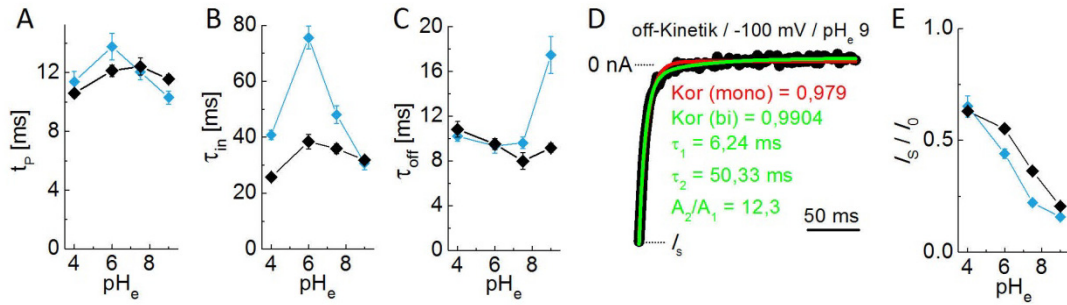 A
t_P [ms]
16
12
8
4
0
4 6 8
pH_e
B
τ_in [ms]
80
60
40
20
0
4 6 8
pH_e
C
τ_off [ms]
20
16
12
8
4
0
4 6 8
pH_e
D
off-Kinetik / -100 mV / pH_e 9
0 nA
Kor (mono) = 0,979
Kor (bi) = 0,9904
τ_1 = 6,24 ms
τ_2 = 50,33 ms
A_2/A_1 = 12,3
50 ms
I_s
E
I_S / I_0
1.0
0.5
0.0
4 6 8
pH_e